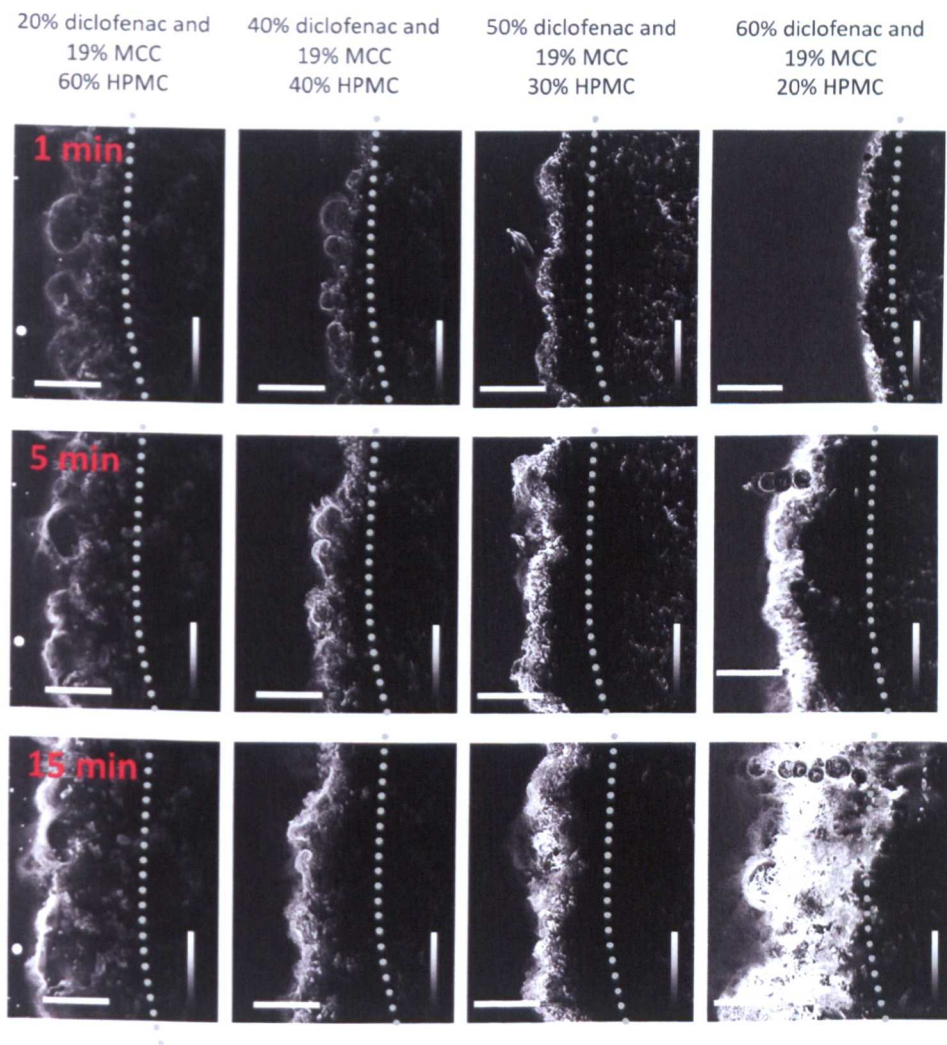 20% diclofenac and
19% MCC
60% HPMC
40% diclofenac and
19% MCC
40% HPMC
50% diclofenac and
19% MCC
30% HPMC
60% diclofenac and
19% MCC
20% HPMC
1 min
5 min
15 min